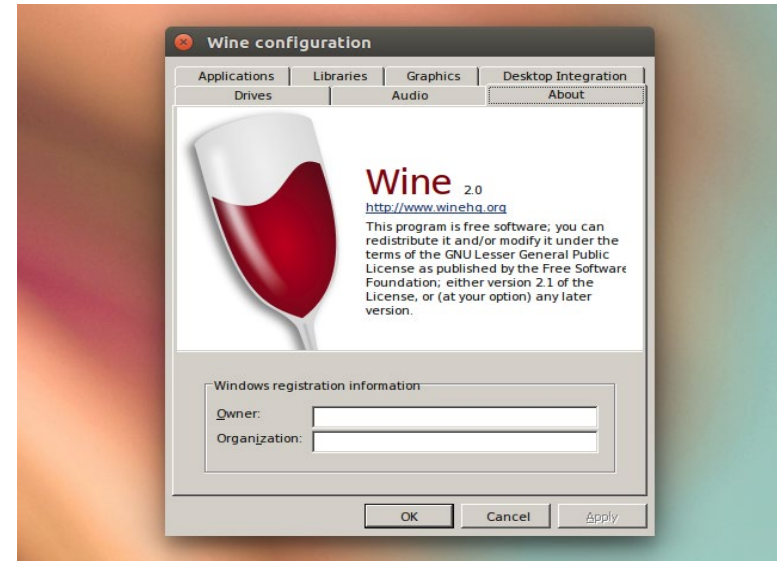 Wine configuration
Applications Libraries Graphics Desktop Integration
Drives Audio About
Wine 2.0
http://www.winehq.org
This program is free software; you can
redistribute it and/or modify it under the
terms of the GNU Lesser General Public
License as published by the Free Software
Foundation; either version 2.1 of the
License, or (at your option) any later
version.
Windows registration information
Owner:
Organization:
OK Cancel Apply